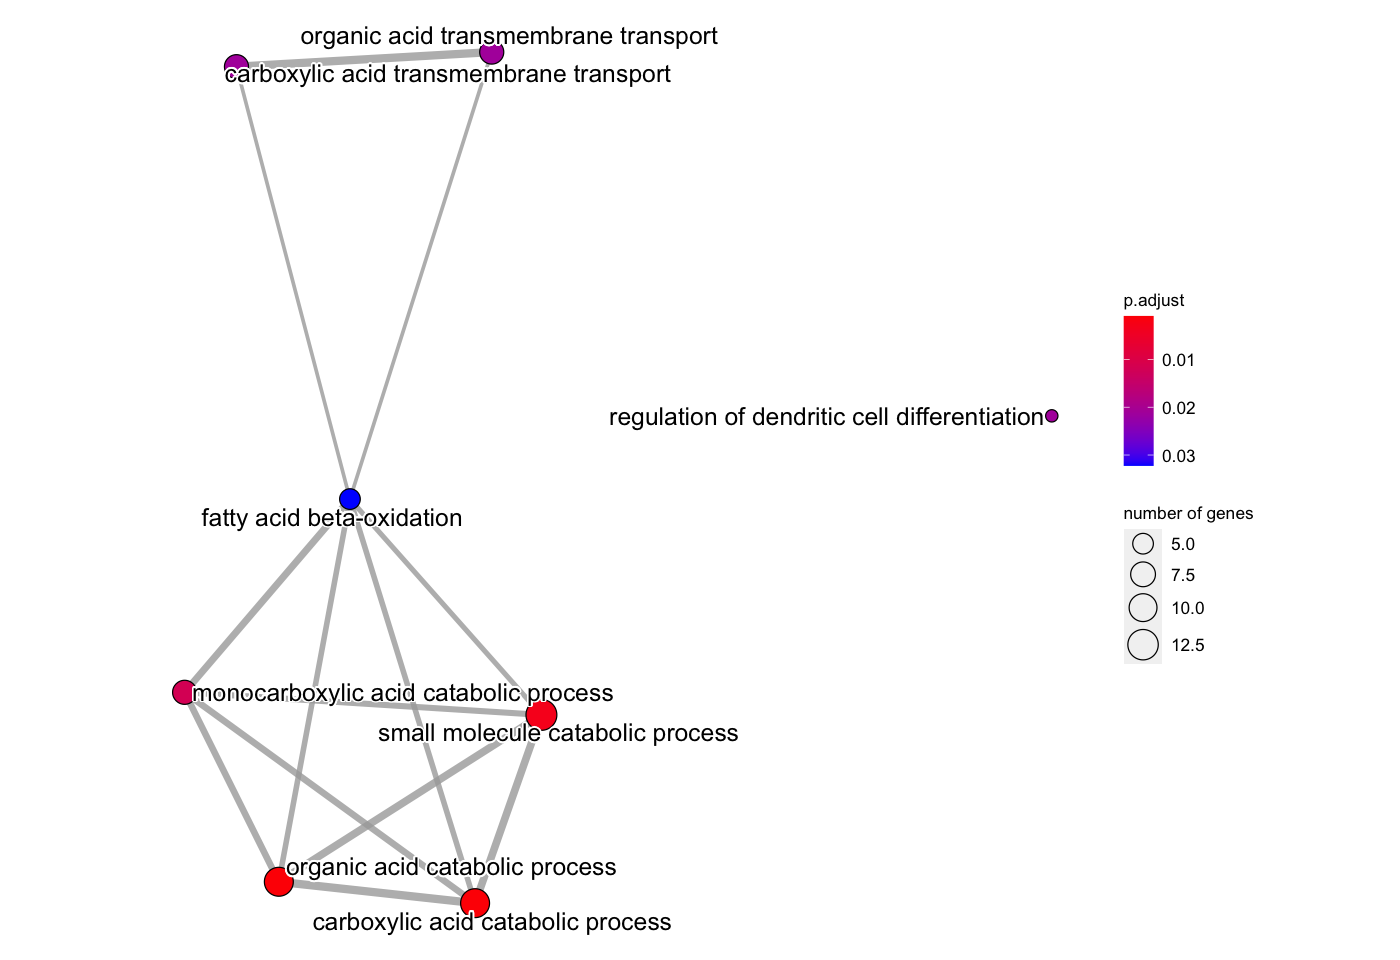 organic acid transmembrane transport
carboxylic acid transmembrane transport
regulation of dendritic cell differentiation
fatty acid beta-oxidation
monocarboxylic acid catabolic process
small molecule catabolic process
organic acid catabolic process
carboxylic acid catabolic process
p.adjust
0.01
0.02
0.03
number of genes
5.0
7.5
10.0
12.5